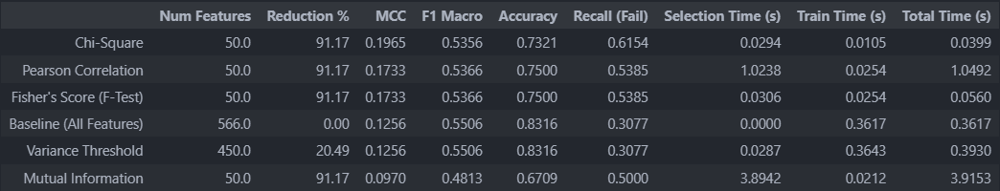 Num Features Reduction % MCC F1 Macro Accuracy Recall (Fail) Selection Time (s) Train Time (s) Total Time (s)
Chi-Square 50.0 91.17 0.1965 0.5356 0.7321 0.6154 0.0294 0.0105 0.0399
Pearson Correlation 50.0 91.17 0.1733 0.5366 0.7500 0.5385 1.0238 0.0254 1.0492
Fisher's Score (F-Test) 50.0 91.17 0.1733 0.5366 0.7500 0.5385 0.0306 0.0254 0.0560
Baseline (All Features) 566.0 0.00 0.1256 0.5506 0.8316 0.3077 0.0000 0.3617 0.3617
Variance Threshold 450.0 20.49 0.1256 0.5506 0.8316 0.3077 0.0287 0.3643 0.3930
Mutual Information 50.0 91.17 0.0970 0.4813 0.6709 0.5000 3.8942 0.0212 3.9153